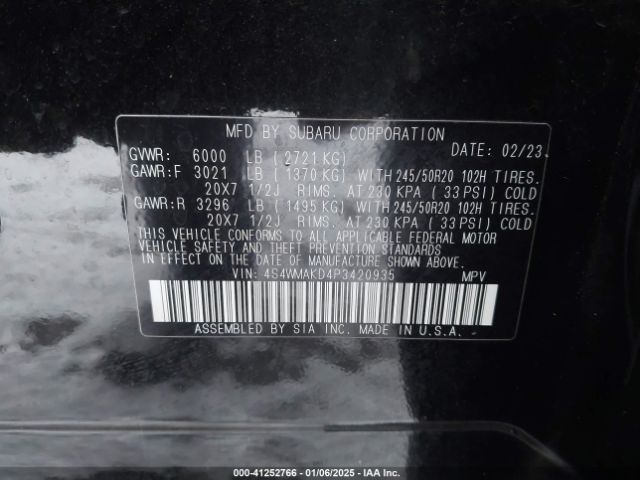 MFD BY SUBARU CORPORATION
GVWR: 6000 LB ( 2721 KG) DATE: 02/23
GAWR:F 3021 LB ( 1370 KG) WITH 245/50R20 102H TIRES.
20X7 1/2J RIMS. AT 230 KPA ( 33 PSI) COLD
GAWR:R 3296 LB ( 1495 KG) WITH 245/50R20 102H TIRES.
20X7 1/2J RIMS. AT 230 KPA ( 33 PSI) COLD
THIS VEHICLE CONFORMS TO ALL APPLICABLE FEDERAL MOTOR
VEHICLE SAFETY AND THEFT PREVENTION STANDARDS
IN EFFECT ON THE DATE OF MANUFACTURE SHOWN ABOVE.
VIN: 4S4WMAKD4P3420935 MPV
ASSEMBLED BY SIA INC. MADE IN U.S.A.
000-41252766 - 01/06/2025 - IAA Inc.